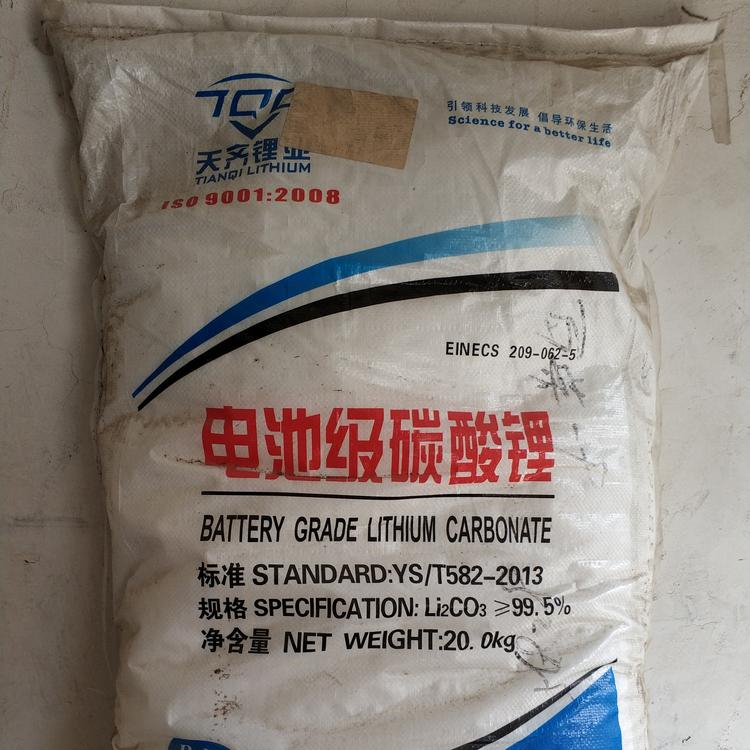 天齐锂业
TIANQI LITHIUM
ISO 9001:2008
引领科技发展 倡导环保生活
Science for a better life
EINECS 209-062-5
电池级碳酸锂
BATTERY GRADE LITHIUM CARBONATE
标准 STANDARD:YS/T582-2013
规格 SPECIFICATION: Li₂CO₃ ≥99.5%
净含量 NET WEIGHT:20.0kg